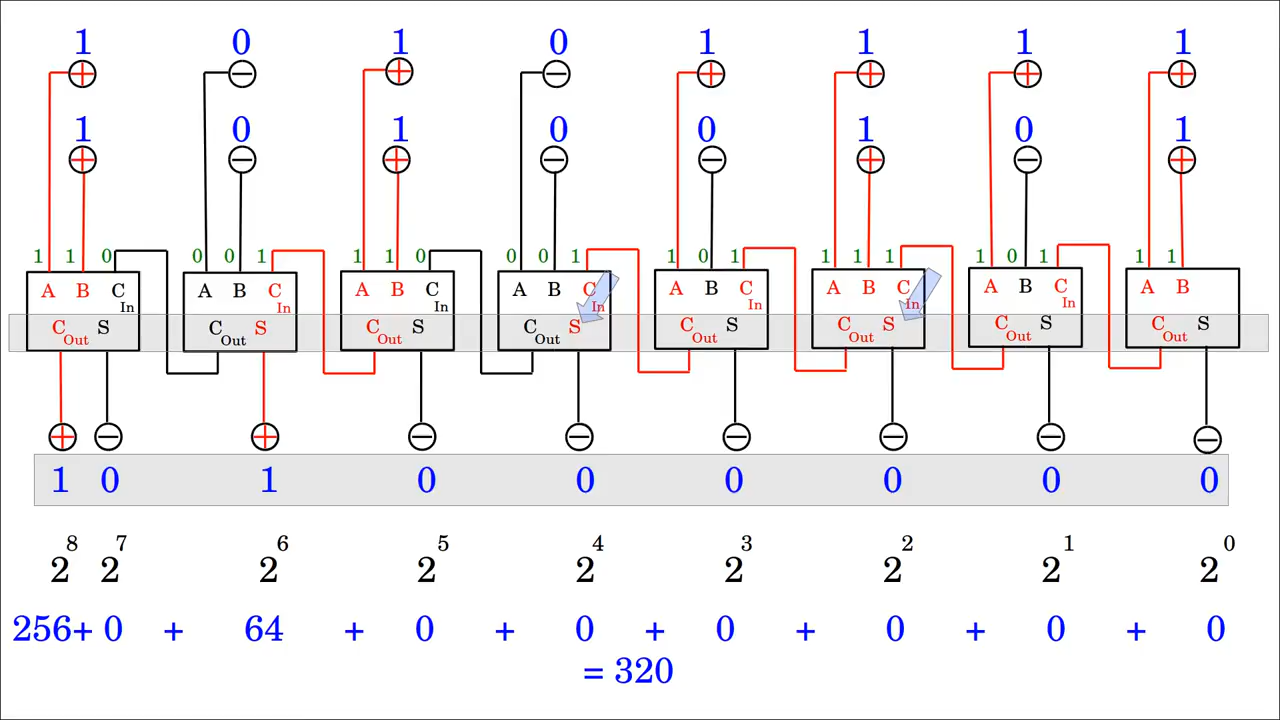 1 0 1 0 1 1 1 1
1 0 1 0 0 1 0 1
1 1 0 0 0 1 1 1 0 0 0 1 1 0 1 1 1 1 1 0 1 1 1
A B C In A B C In A B C In A B C In A B C In A B C In A B C In A B
C Out S C Out S C Out S C Out S C Out S C Out S C Out S C Out S
1 0 1 0 0 0 0 0 0
2^8 2^7 2^6 2^5 2^4 2^3 2^2 2^1 2^0
256+ 0 + 64 + 0 + 0 + 0 + 0 + 0 + 0
= 320